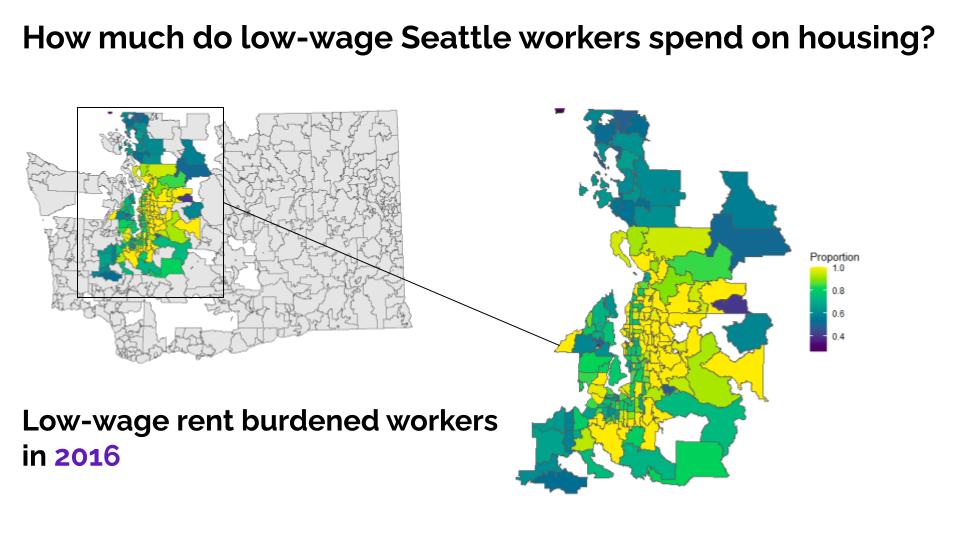 How much do low-wage Seattle workers spend on housing?
Proportion
1.0
0.8
0.6
0.4
Low-wage rent burdened workers
in 2016